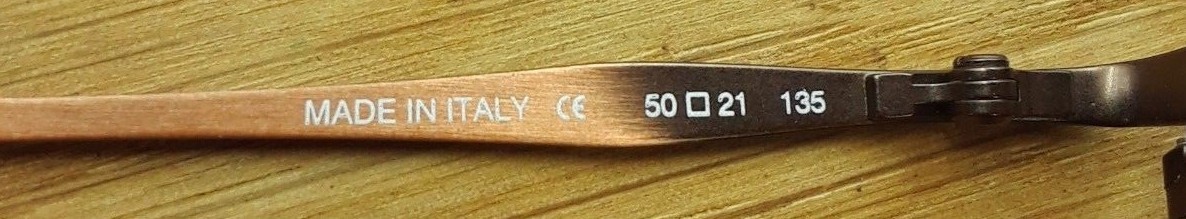 MADE IN ITALY CE 50□21 135